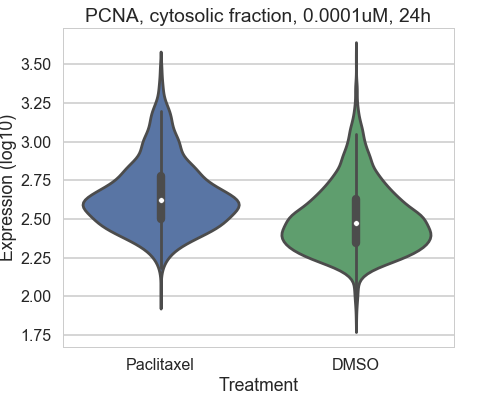 PCNA, cytosolic fraction, 0.0001uM, 24h
Expression (log10)
3.50
3.25
3.00
2.75
2.50
2.25
2.00
1.75
Paclitaxel DMSO
Treatment